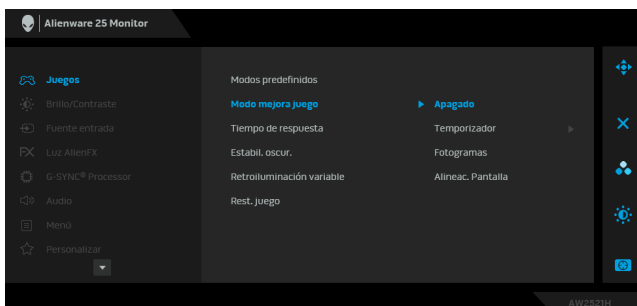 Alienware 25 Monitor
Juegos
Brillo/Contraste
Fuente entrada
Luz AlienFX
G-SYNC® Processor
Audio
Menú
Personalizar
Modos predefinidos
Modo mejora juego
Tiempo de respuesta
Estabil. oscur.
Retroiluminación variable
Rest. juego
Apagado
Temporizador
Fotogramas
Alineac. Pantalla
AW2521H